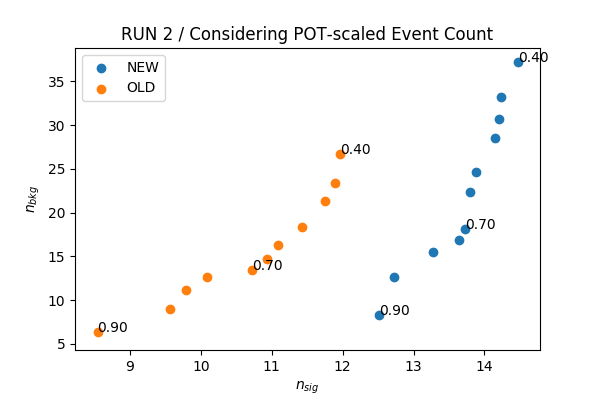 RUN 2 / Considering POT-scaled Event Count
NEW
OLD
0.40
0.40
0.70
0.70
0.90
0.90
35
30
25
20
15
10
5
n_bkg
9 10 11 12 13 14
n_sig